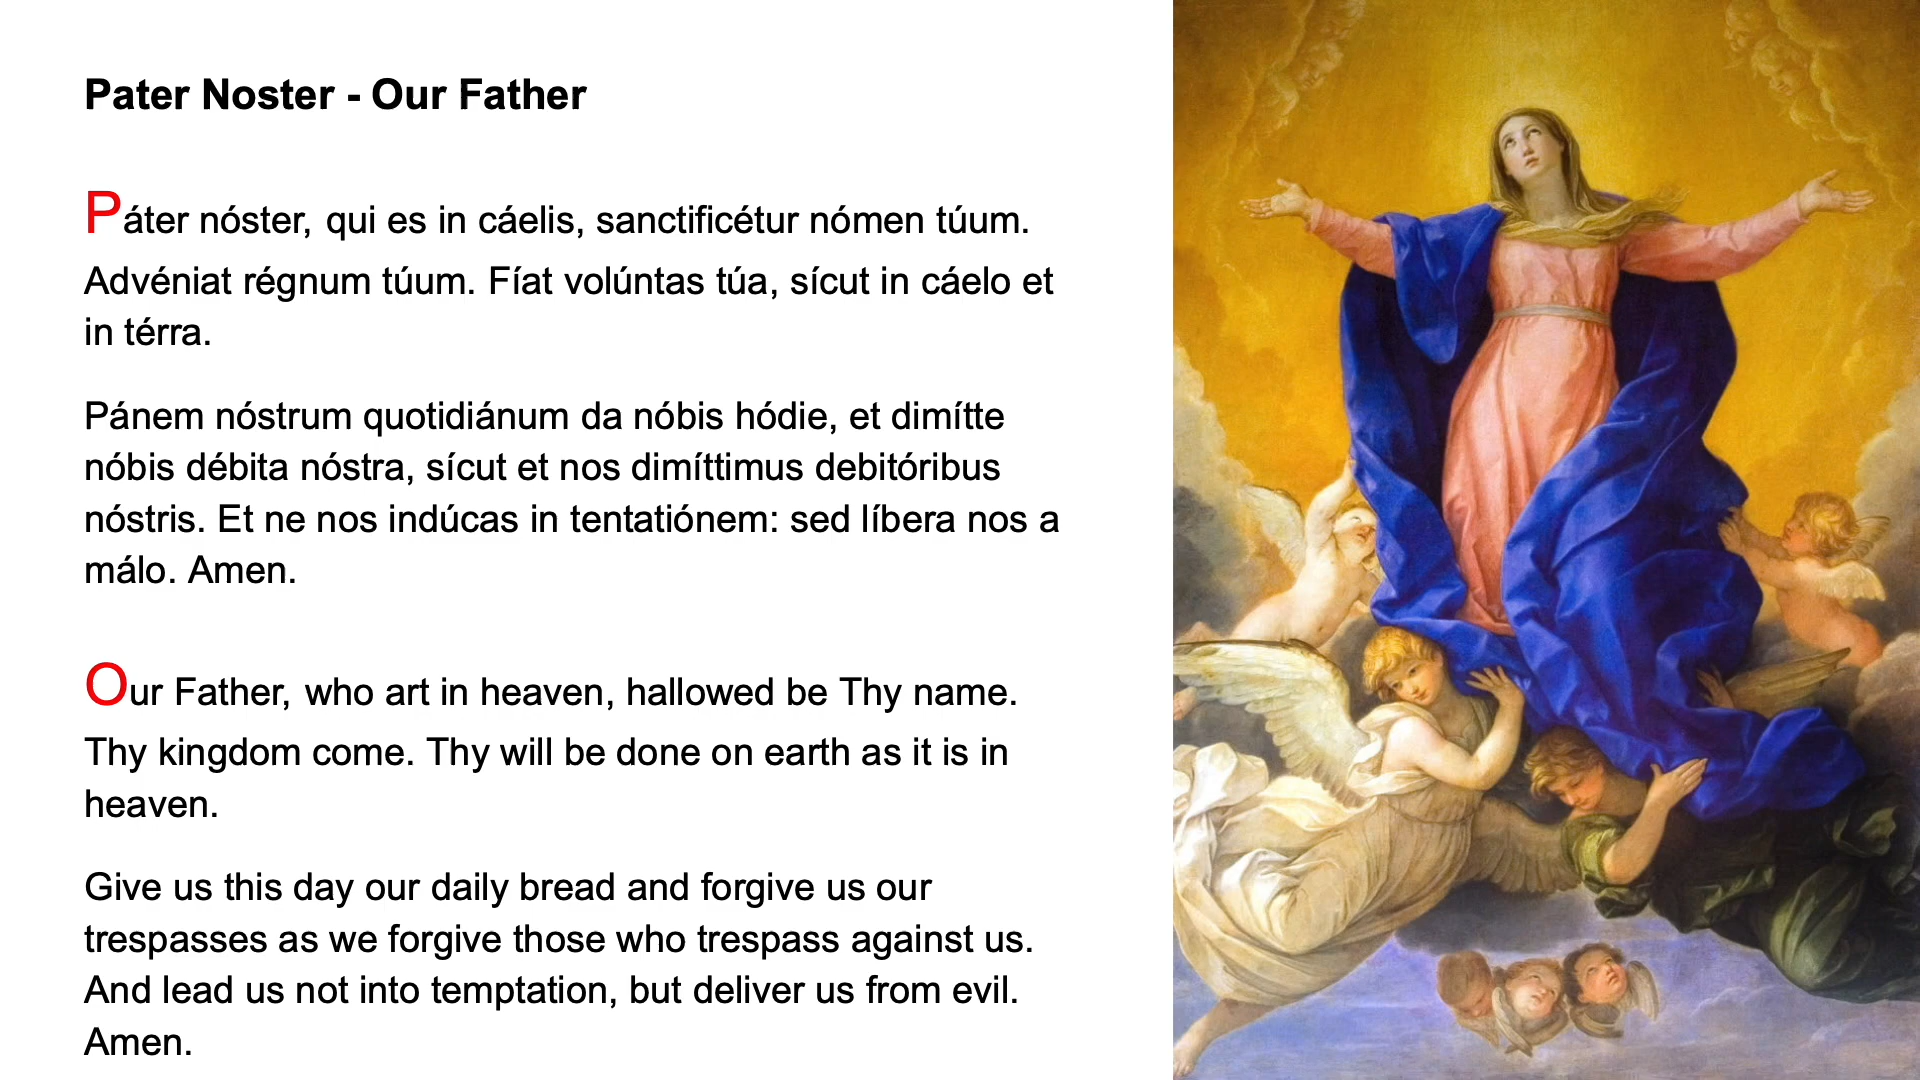 Pater Noster - Our Father
Páter nóster, qui es in cáelis, sanctificétur nómen túum.
Advéniat régnum túum. Fíat volúntas túa, sícut in cáelo et
in térra.
Pánem nóstrum quotidiánum da nóbis hódie, et dimítte
nóbis débita nóstra, sícut et nos dimíttimus debitóribus
nóstris. Et ne nos indúcas in tentatiónem: sed líbera nos a
málo. Amen.
Our Father, who art in heaven, hallowed be Thy name.
Thy kingdom come. Thy will be done on earth as it is in
heaven.
Give us this day our daily bread and forgive us our
trespasses as we forgive those who trespass against us.
And lead us not into temptation, but deliver us from evil.
Amen.